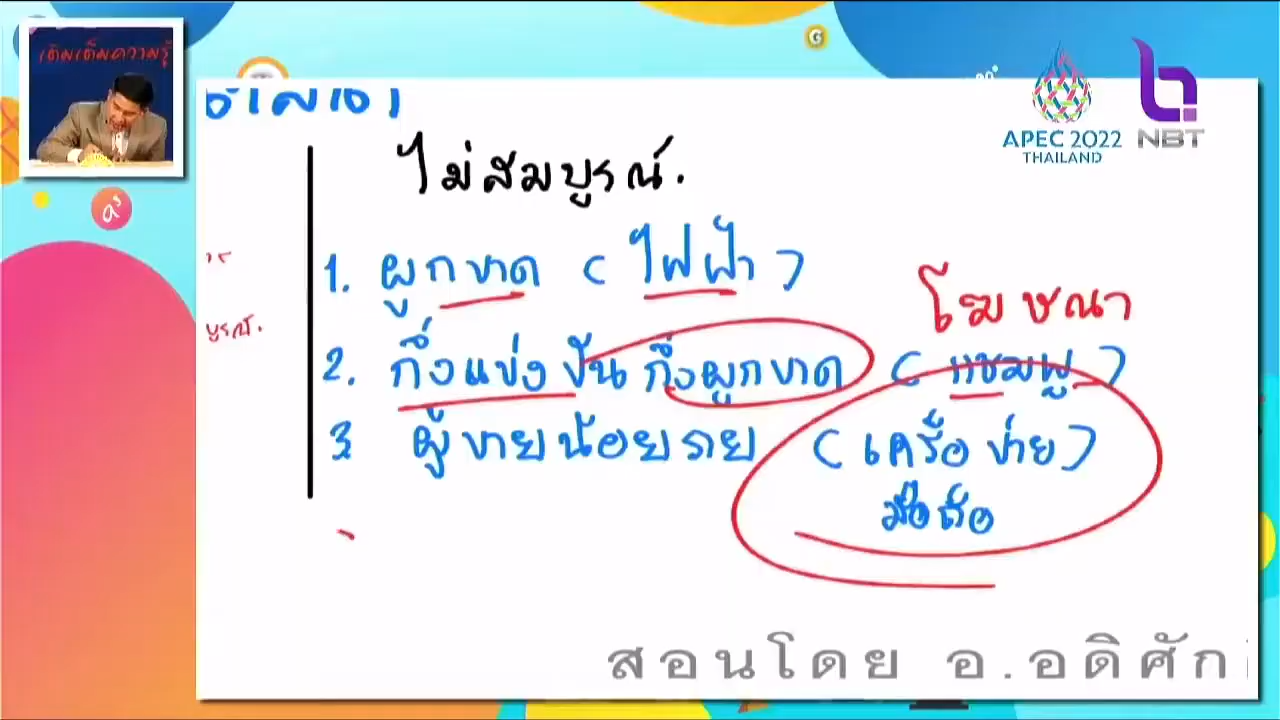 เติมเต็มความรู้
APEC 2022
THAILAND
NBT
ไม่สมบูรณ์.
1. ผูกขาด (ไฟฟ้า)
โฆษณา
2. กึ่งแข่งขัน กึ่งผูกขาด (แชมพู)
3 ผู้ขายน้อยราย (เครือข่าย)
มือถือ
สอนโดย อ.อดิศัก